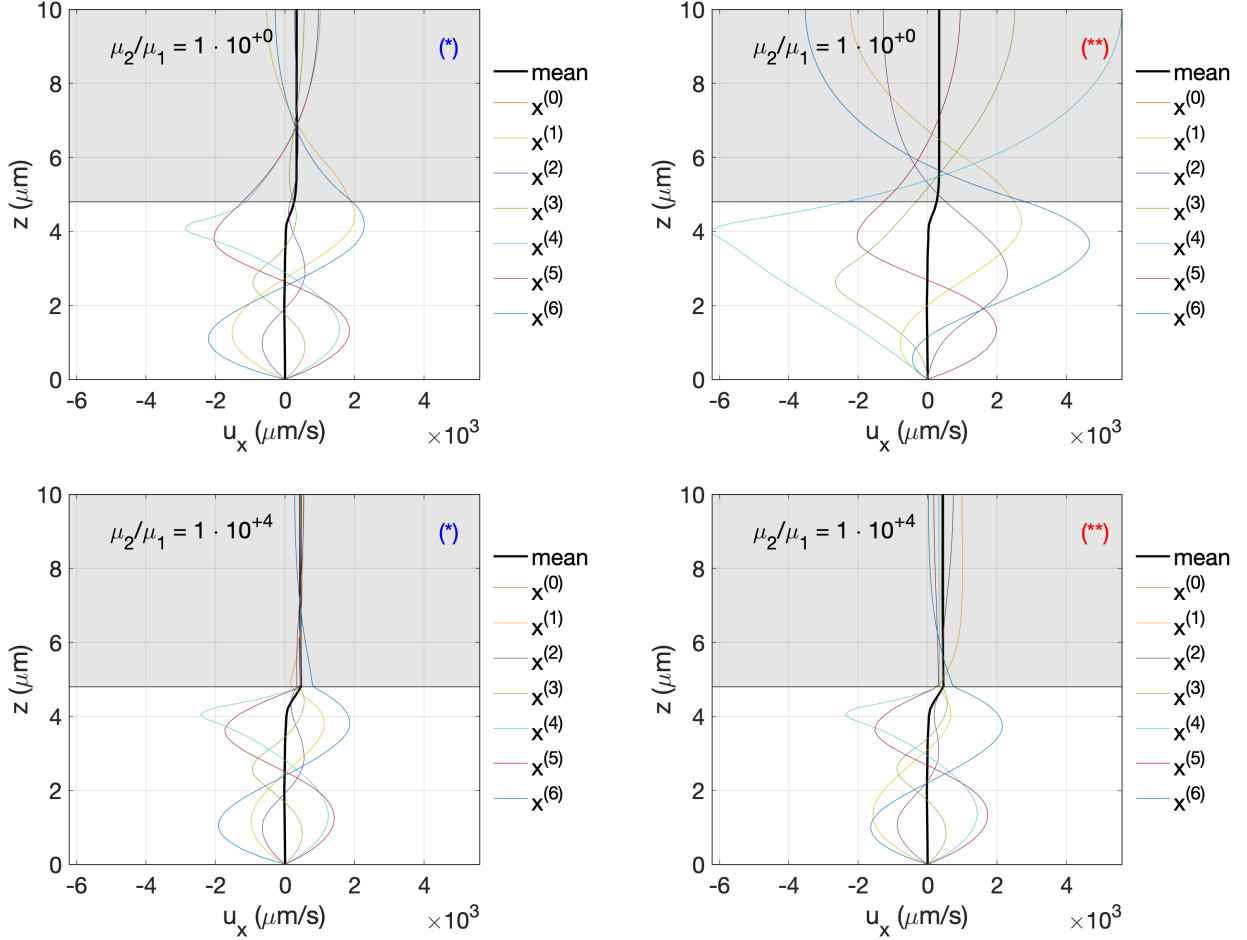 μ₂/μ₁ = 1 · 10⁺⁰ (*)
z (μm)
10
8
6
4
2
0
-6 -4 -2 0 2 4
uₓ (μm/s) ×10³
mean
x⁽⁰⁾
x⁽¹⁾
x⁽²⁾
x⁽³⁾
x⁽⁴⁾
x⁽⁵⁾
x⁽⁶⁾
μ₂/μ₁ = 1 · 10⁺⁰ (**)
z (μm)
10
8
6
4
2
0
-6 -4 -2 0 2 4
uₓ (μm/s) ×10³
mean
x⁽⁰⁾
x⁽¹⁾
x⁽²⁾
x⁽³⁾
x⁽⁴⁾
x⁽⁵⁾
x⁽⁶⁾
μ₂/μ₁ = 1 · 10⁺⁴ (*)
z (μm)
10
8
6
4
2
0
-6 -4 -2 0 2 4
uₓ (μm/s) ×10³
mean
x⁽⁰⁾
x⁽¹⁾
x⁽²⁾
x⁽³⁾
x⁽⁴⁾
x⁽⁵⁾
x⁽⁶⁾
μ₂/μ₁ = 1 · 10⁺⁴ (**)
z (μm)
10
8
6
4
2
0
-6 -4 -2 0 2 4
uₓ (μm/s) ×10³
mean
x⁽⁰⁾
x⁽¹⁾
x⁽²⁾
x⁽³⁾
x⁽⁴⁾
x⁽⁵⁾
x⁽⁶⁾